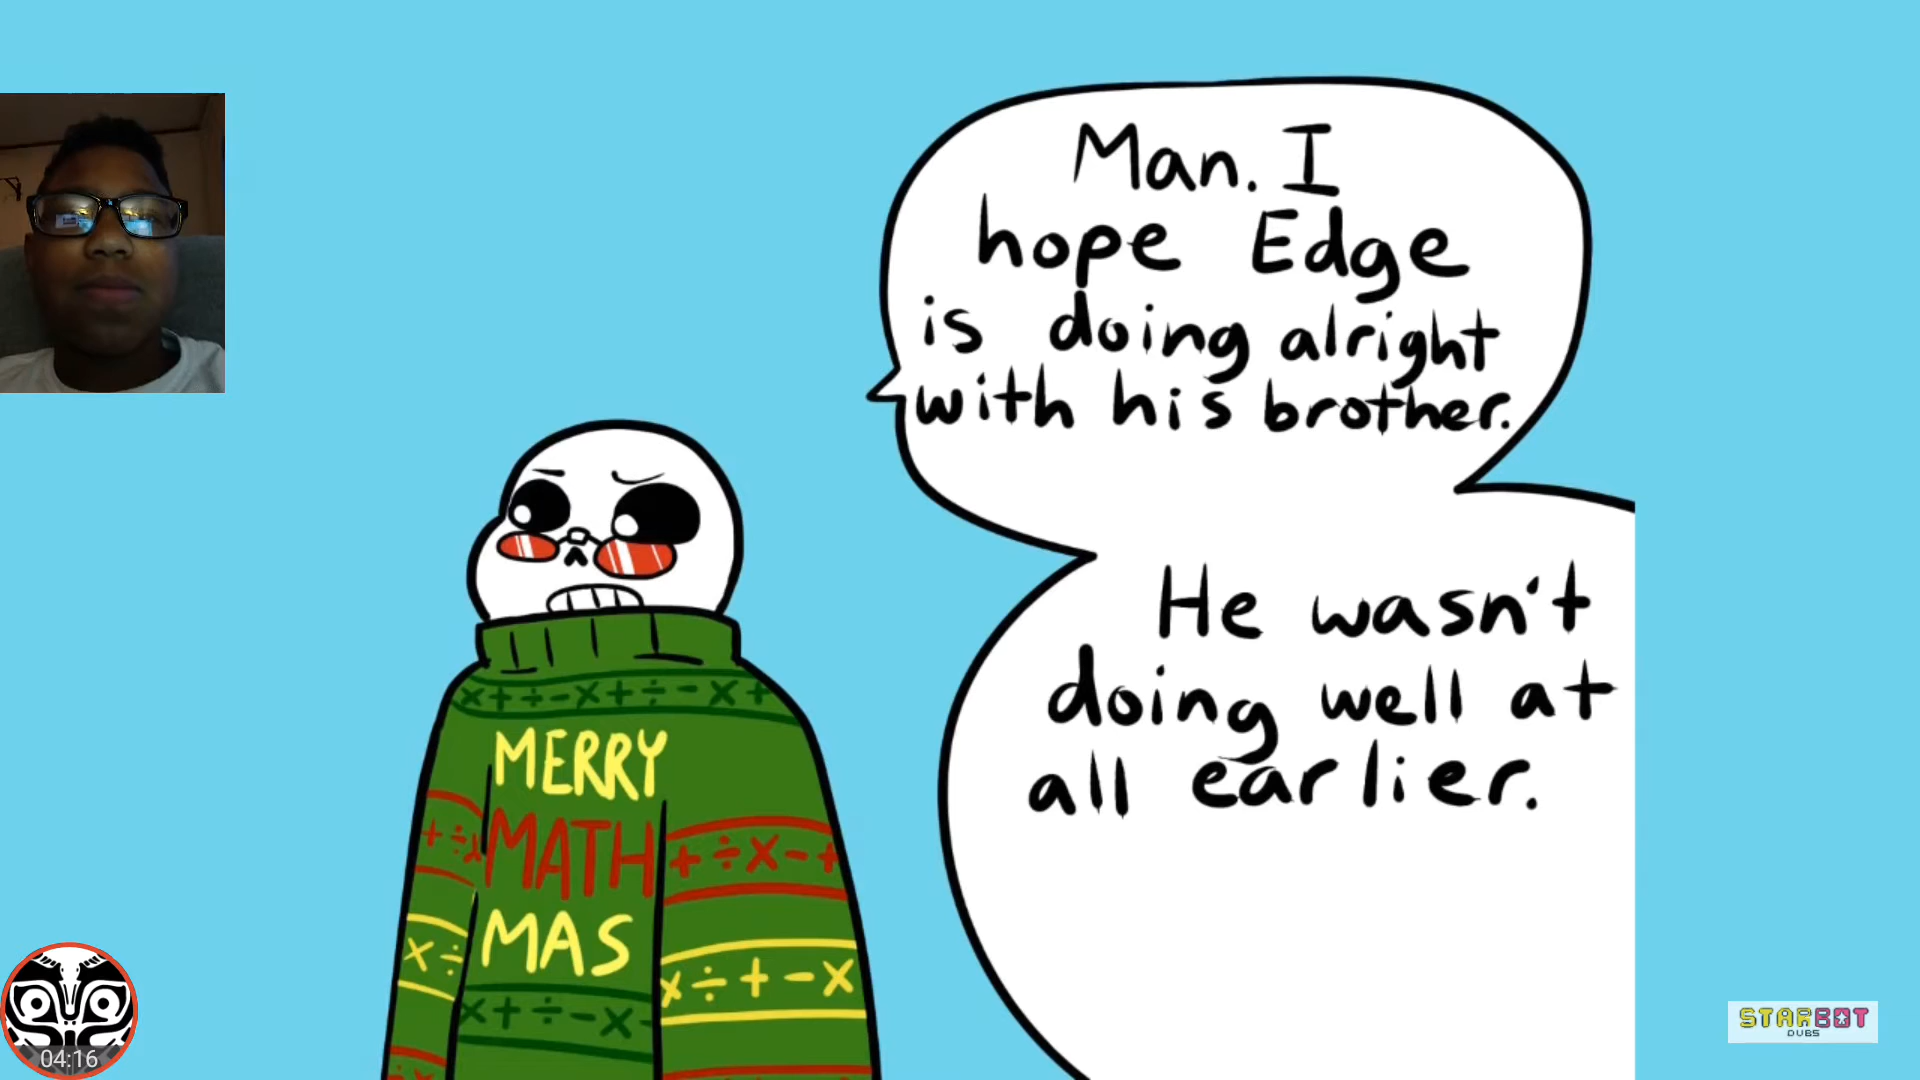 Man. I
hope Edge
is doing alright
with his brother.
He wasn't
doing well at
all earlier.
x+÷-x+÷-x+
MERRY
MATH
MAS
+÷x
+÷x-+
x÷
x÷+-x
x+÷-x-
04:16
STARBOT
DUBS